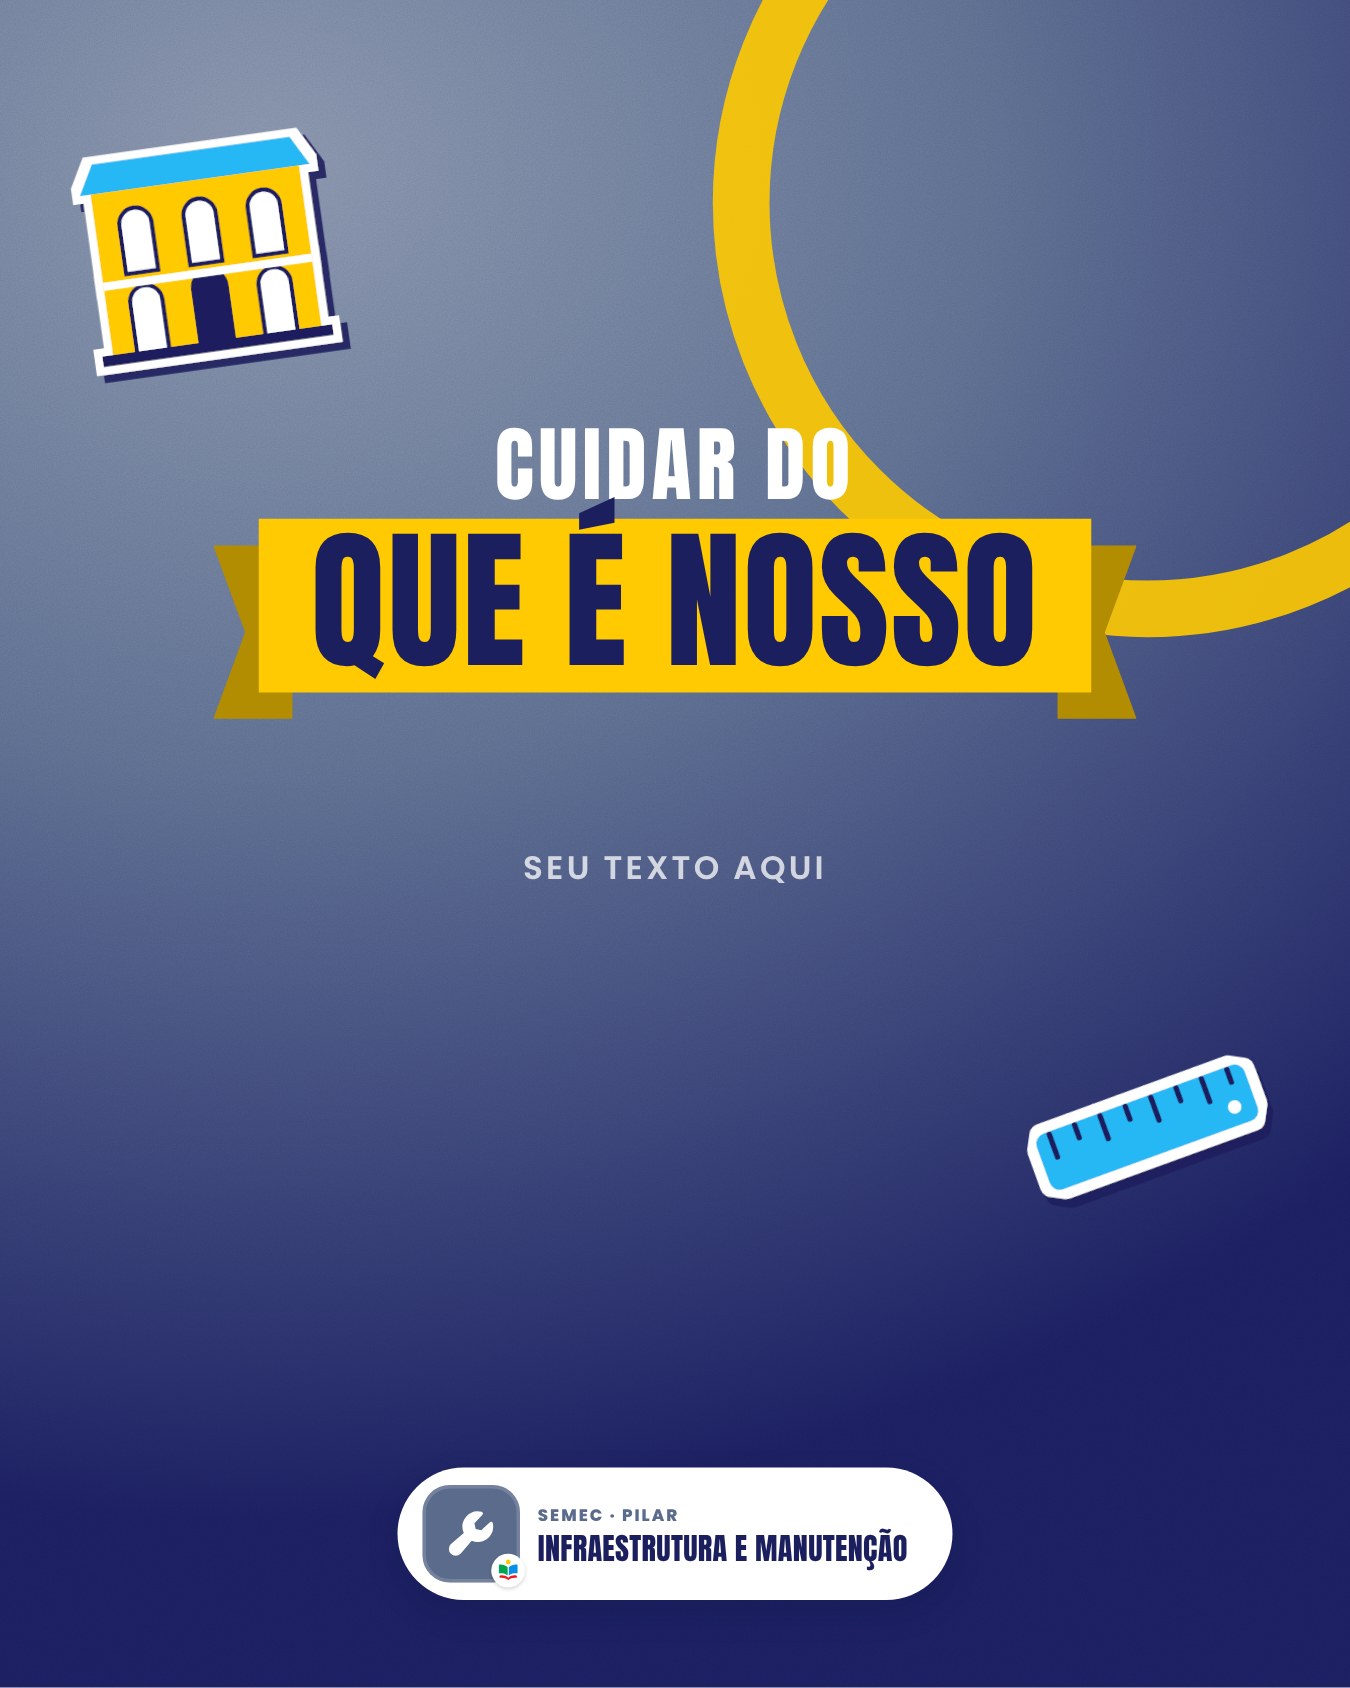 CUIDAR DO
QUE É NOSSO
SEU TEXTO AQUI
SEMEC · PILAR
INFRAESTRUTURA E MANUTENÇÃO